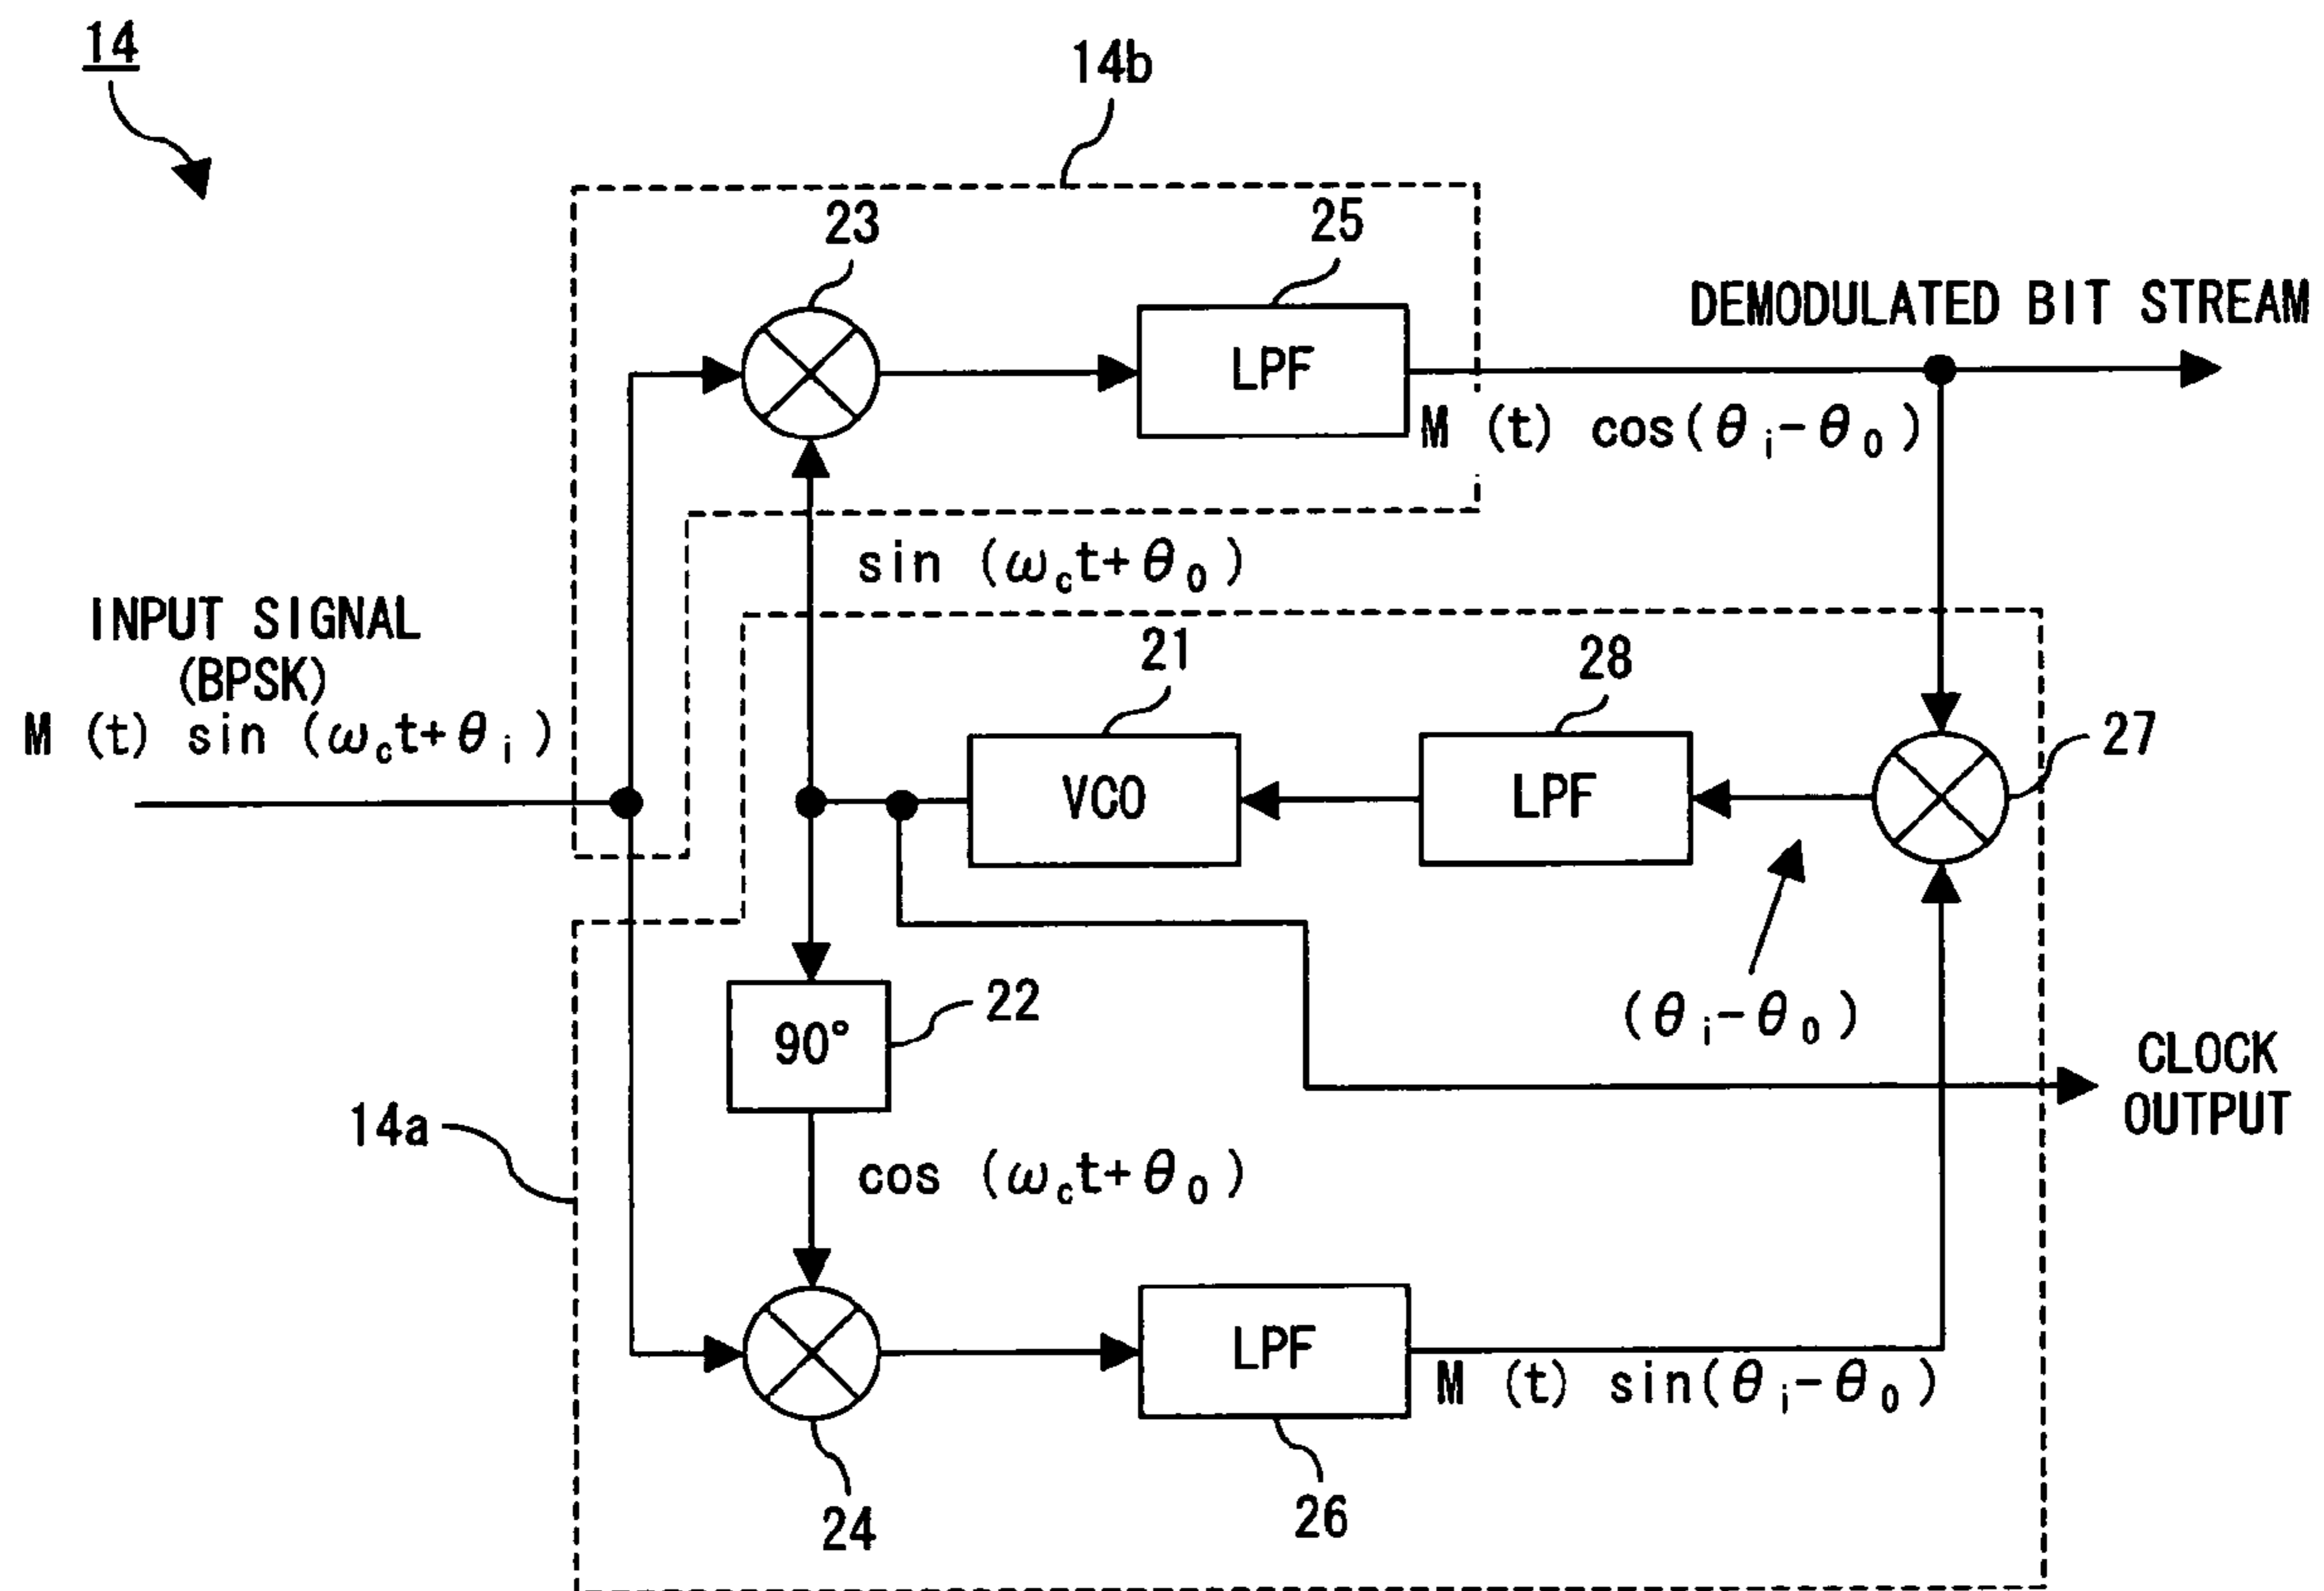 14
14b
23
25
DEMODULATED BIT STREAM
LPF
M (t) cos(θi-θ0)
sin (ωct+θ0)
INPUT SIGNAL
(BPSK)
M (t) sin (ωct+θi)
21
28
27
VCO
LPF
22
90°
(θi-θ0)
CLOCK
OUTPUT
14a
cos (ωct+θ0)
LPF
M (t) sin(θi-θ0)
24
26